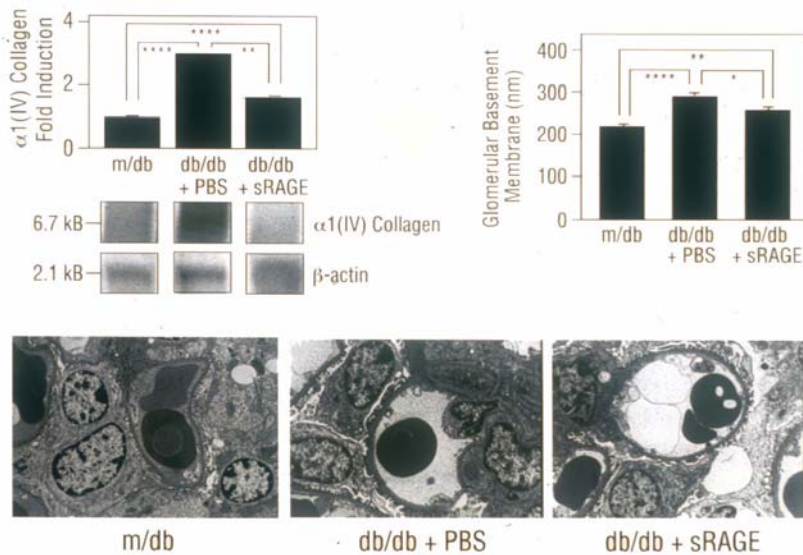 α1(IV) Collagen
Fold Induction
4
2
0
****
****
**
m/db
db/db
+ PBS
db/db
+ sRAGE
6.7 kB
α1(IV) Collagen
2.1 kB
β-actin
Glomerular Basement
Membrane (nm)
400
300
200
100
0
**
****
*
m/db
db/db
+ PBS
db/db
+ sRAGE
m/db
db/db + PBS
db/db + sRAGE